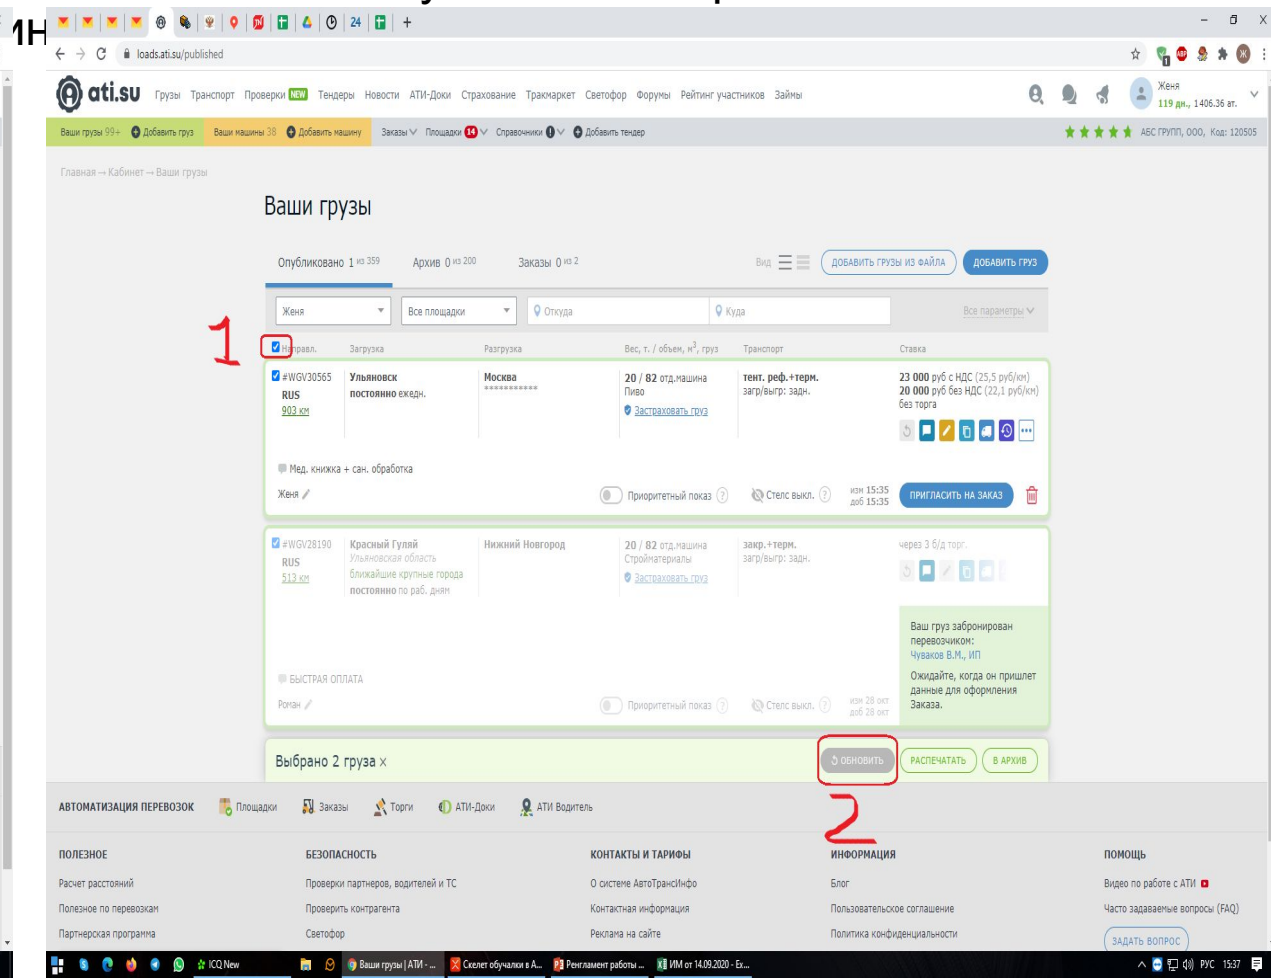 24
loads.ati.su/published
ati.su Грузы Транспорт Проверки NEW Тендеры Новости АТИ-Доки Страхование Тракмаркет Светофор Форумы Рейтинг участников Займы
Женя
119 дн., 1406.36 ат.
Ваши грузы 99+ Добавить груз Ваши машины 38 Добавить машину Заказы Площадки 14 Справочники Добавить тендер АБС ГРУПП, ООО, Код: 120505
Главная → Кабинет → Ваши грузы
Ваши грузы
Опубликовано 1 из 359 Архив 0 из 200 Заказы 0 из 2 Вид ДОБАВИТЬ ГРУЗЫ ИЗ ФАЙЛА ДОБАВИТЬ ГРУЗ
Женя Все площадки Откуда Куда Все параметры
1
Направл. Загрузка Разгрузка Вес, т. / объем, м³, груз Транспорт Ставка
#WGV30565 Ульяновск Москва 20 / 82 отд.машина тент. реф.+терм. 23 000 руб с НДС (25,5 руб/км)
RUS постоянно ежедн. *********** Пиво загр/выгр: задн. 20 000 руб без НДС (22,1 руб/км)
903 км Застраховать груз без торга
Мед. книжка + сан. обработка
Женя Приоритетный показ ? Стелс выкл. ? изм 15:35 ПРИГЛАСИТЬ НА ЗАКАЗ
доб 15:35
#WGV28190 Красный Гуляй Нижний Новгород 20 / 82 отд.машина закр.+терм. через 3 б/д торг.
RUS Ульяновская область Стройматериалы загр/выгр: задн.
513 км ближайшие крупные города Застраховать груз
постоянно по раб. дням
Ваш груз забронирован
перевозчиком:
Чуваков В.М., ИП
Ожидайте, когда он пришлет
данные для оформления
Заказа.
БЫСТРАЯ ОПЛАТА
Роман Приоритетный показ ? Стелс выкл. ? изм 28 окт
доб 28 окт
Выбрано 2 груза × ОБНОВИТЬ РАСПЕЧАТАТЬ В АРХИВ
2
АВТОМАТИЗАЦИЯ ПЕРЕВОЗОК Площадки Заказы Торги АТИ-Доки АТИ Водитель
ПОЛЕЗНОЕ БЕЗОПАСНОСТЬ КОНТАКТЫ И ТАРИФЫ ИНФОРМАЦИЯ ПОМОЩЬ
Расчет расстояний Проверки партнеров, водителей и ТС О системе АвтоТрансИнфо Блог Видео по работе с АТИ
Полезное по перевозкам Проверить контрагента Контактная информация Пользовательское соглашение Часто задаваемые вопросы (FAQ)
Партнерская программа Светофор Реклама на сайте Политика конфиденциальности ЗАДАТЬ ВОПРОС
ICQ New Ваши грузы | АТИ - ... Скелет обучалки в А... Ренгламент работы ... ИМ от 14.09.2020 - Ex... РУС 15:37